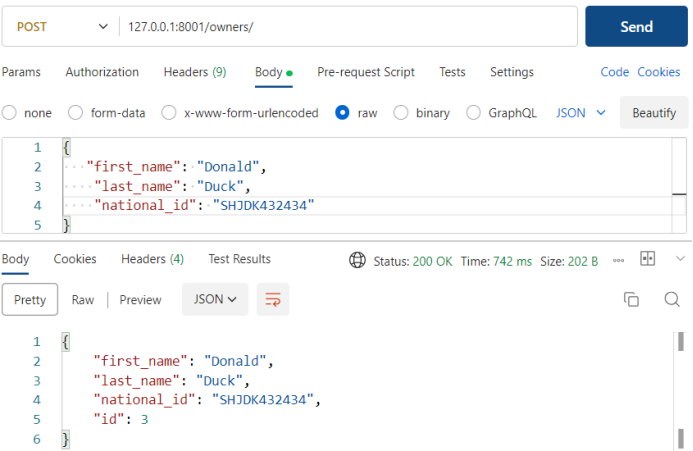 POST 127.0.0.1:8001/owners/ Send
Params Authorization Headers (9) Body Pre-request Script Tests Settings Code Cookies
none form-data x-www-form-urlencoded raw binary GraphQL JSON Beautify
1 {
2 "first_name": "Donald",
3 "last_name": "Duck",
4 "national_id": "SHJDK432434"
5 }
Body Cookies Headers (4) Test Results Status: 200 OK Time: 742 ms Size: 202 B
Pretty Raw Preview JSON
1 {
2 "first_name": "Donald",
3 "last_name": "Duck",
4 "national_id": "SHJDK432434",
5 "id": 3
6 }